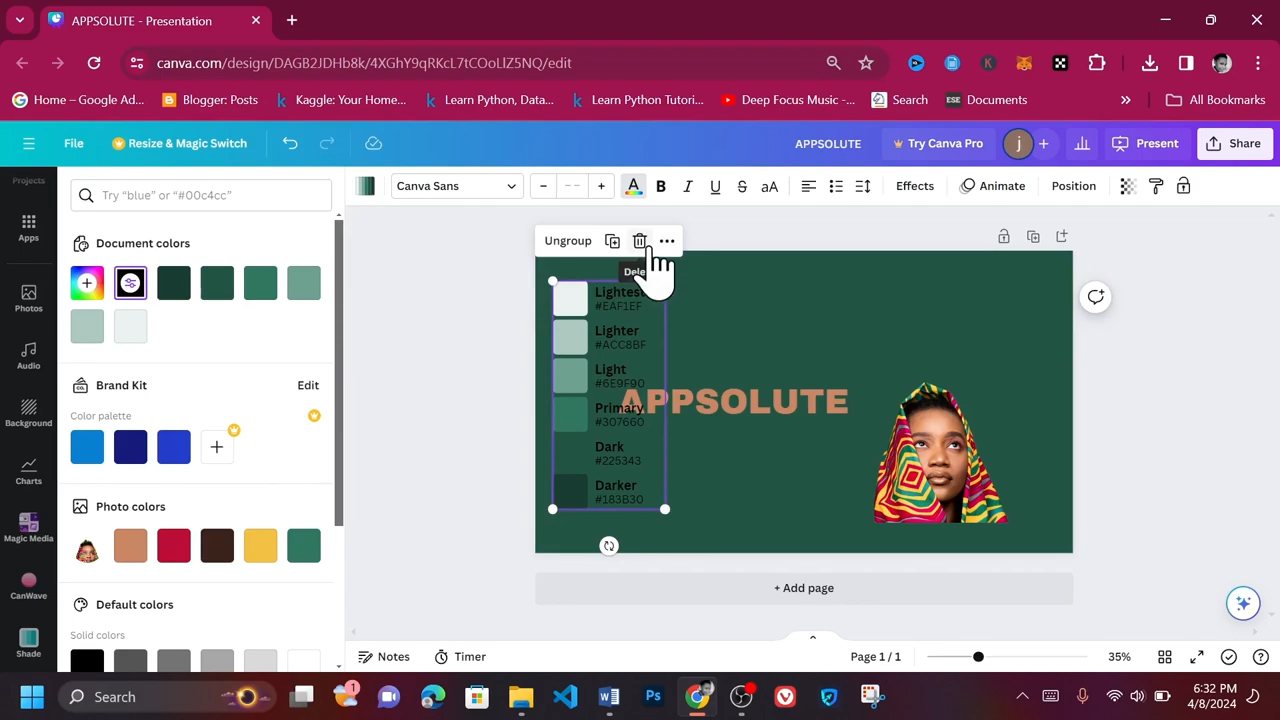 APPSOLUTE - Presentation
canva.com/design/DAGB2JDHb8k/4XGhY9qRKcL7tCOoLIZ5NQ/edit
Home – Google Ad...
Blogger: Posts
Kaggle: Your Home...
Learn Python, Data...
Learn Python Tutori...
Deep Focus Music -...
Search
ESE Documents
All Bookmarks
File
Resize & Magic Switch
APPSOLUTE
j
Try Canva Pro
Present
Share
Projects
Apps
Photos
Audio
Background
Charts
Magic Media
CanWave
Shade
Try “blue” or “#00c4cc”
Document colors
Brand Kit
Edit
Color palette
Photo colors
Default colors
Solid colors
Canva Sans
- -
A
B
I
U
S
aA
Effects
Animate
Position
Ungroup
Dele
Lightest
#EAF1EF
Lighter
#ACC8BF
Light
#6E9F90
Primary
#307660
Dark
#225343
Darker
#183B30
APPSOLUTE
+ Add page
Notes
Timer
Page 1 / 1
35%
Search
1
Ps
6:32 PM
4/8/2024